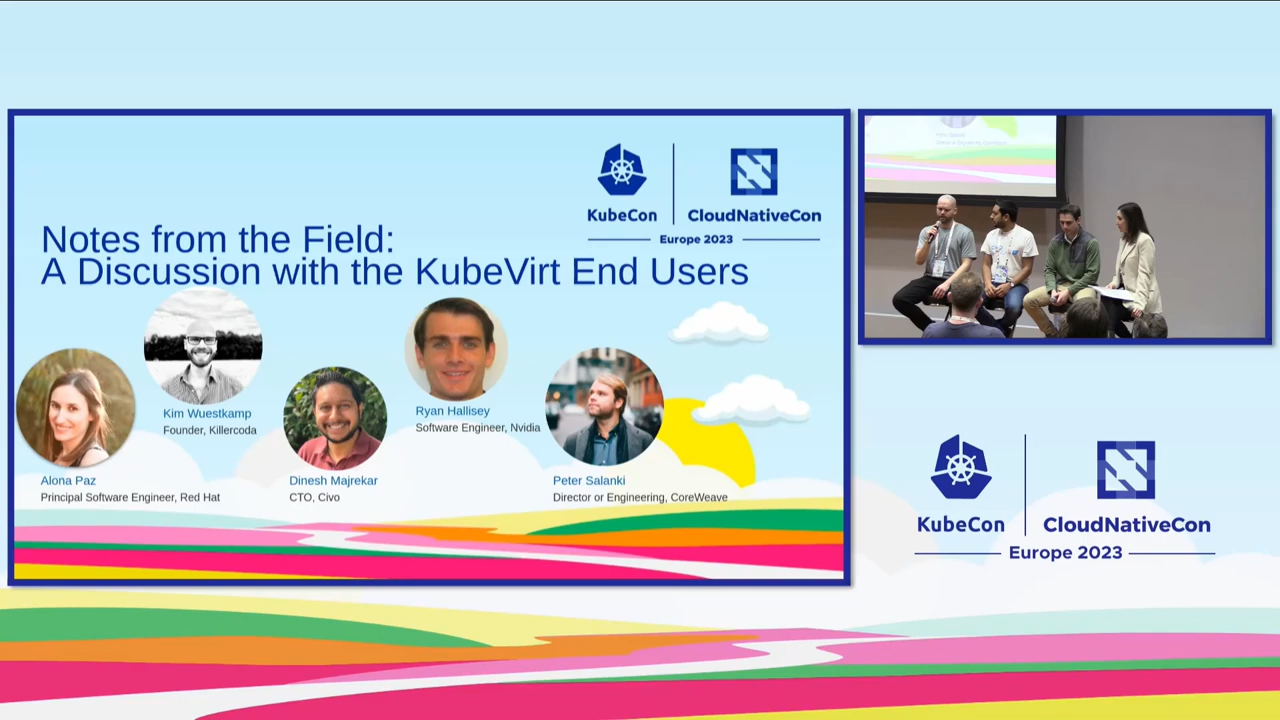 KubeCon
CloudNativeCon
Europe 2023
Notes from the Field:
A Discussion with the KubeVirt End Users
Kim Wuestkamp
Founder, Killercoda
Ryan Hallisey
Software Engineer, Nvidia
Alona Paz
Principal Software Engineer, Red Hat
Dinesh Majrekar
CTO, Civo
Peter Salanki
Director or Engineering, CoreWeave
KubeCon
CloudNativeCon
Europe 2023